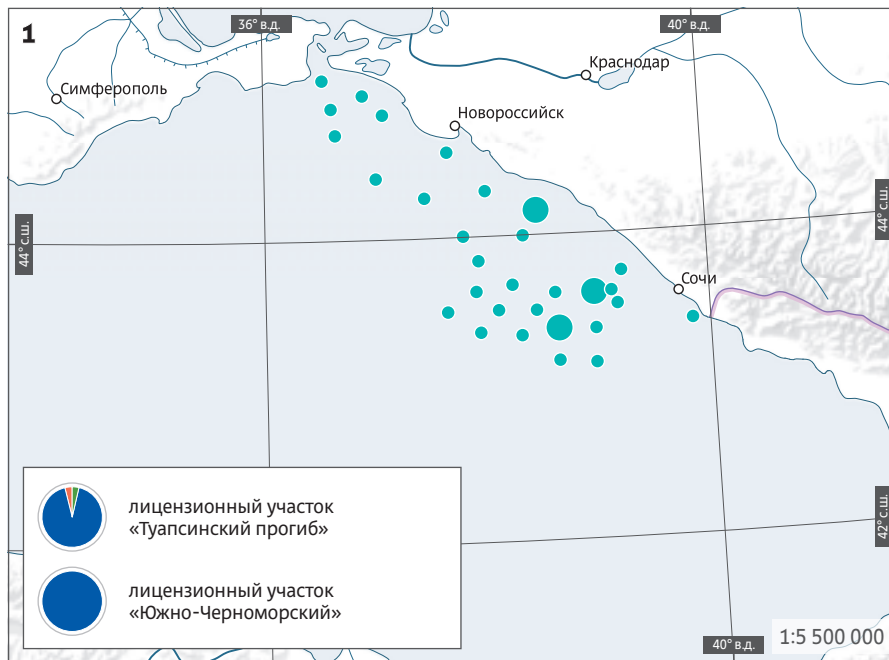 1
36° в.д.
40° в.д.
Симферополь
Краснодар
Новороссийск
44° с.ш.
44° с.ш.
Сочи
лицензионный участок
«Туапсинский прогиб»
лицензионный участок
«Южно-Черноморский»
42° с.ш.
40° в.д.
1:5 500 000